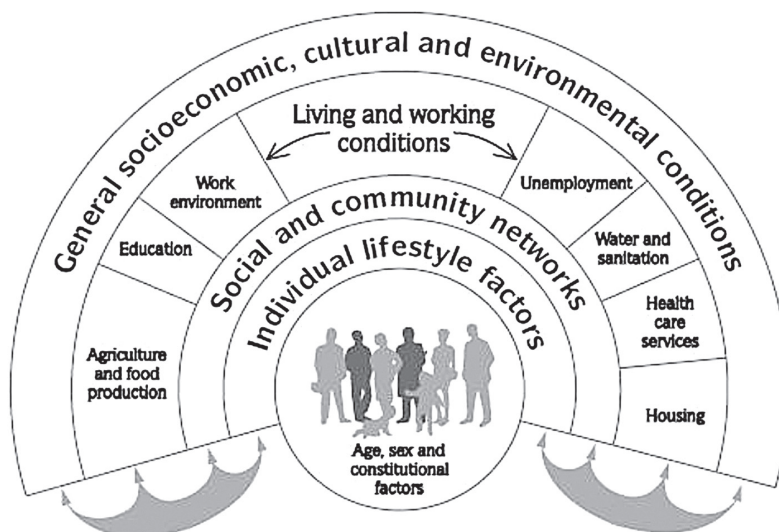 General socioeconomic, cultural and environmental conditions
Living and working
conditions
Work
environment
Unemployment
Education
Water and
sanitation
Agriculture
and food
production
Health
care
services
Housing
Social and community networks
Individual lifestyle factors
Age, sex and
constitutional
factors